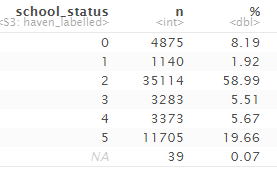 school_status n %
<S3: haven_labelled> <int> <dbl>
0 4875 8.19
1 1140 1.92
2 35114 58.99
3 3283 5.51
4 3373 5.67
5 11705 19.66
NA 39 0.07